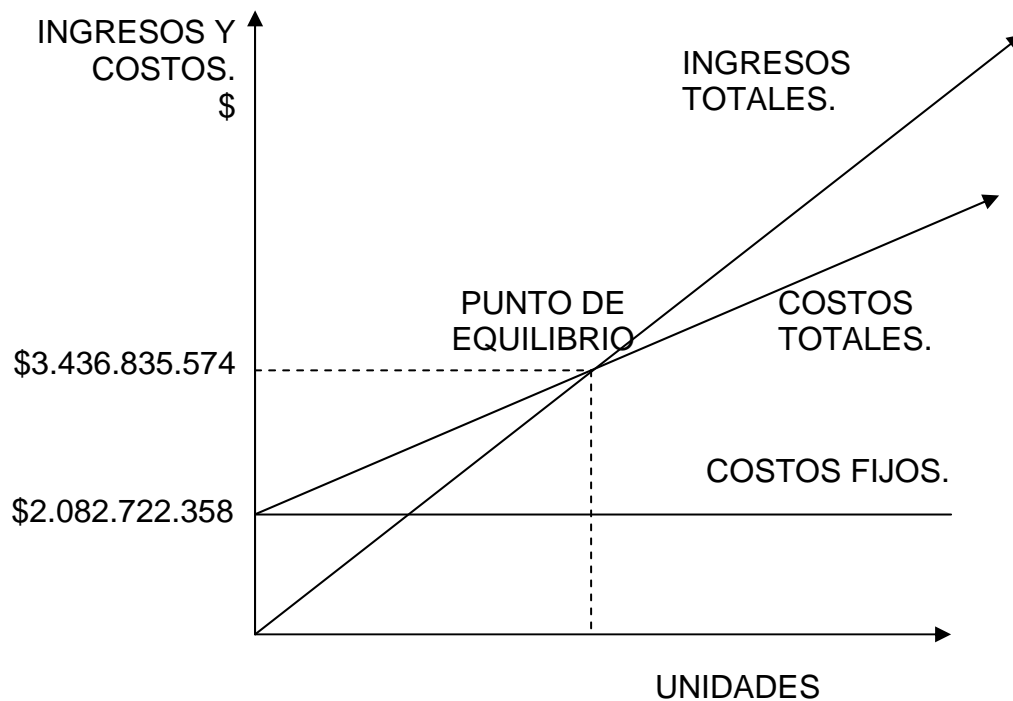 INGRESOS Y
COSTOS.
$
INGRESOS
TOTALES.
PUNTO DE
EQUILIBRIO
COSTOS
TOTALES.
$3.436.835.574
COSTOS FIJOS.
$2.082.722.358
UNIDADES